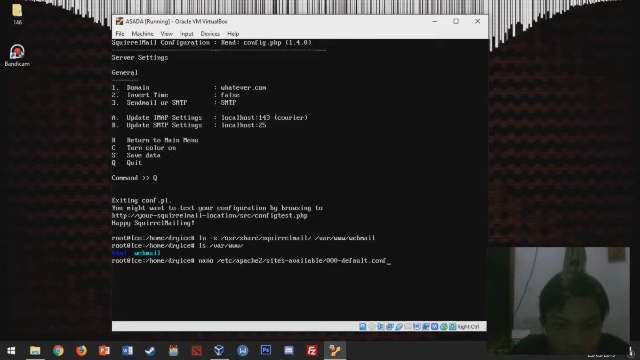 146
Bandicam
ASADA [Running] - Oracle VM VirtualBox
File Machine View Input Devices Help
SquirrelMail Configuration : Read: config.php (1.4.0)
Server Settings
General
1. Domain : whatever.com
2. Invert Time : false
3. Sendmail or SMTP : SMTP
A. Update IMAP Settings : localhost:143 (courier)
B. Update SMTP Settings : localhost:25
R Return to Main Menu
C Turn color on
S Save data
Q Quit
Command >> Q
Exiting conf.pl.
You might want to test your configuration by browsing to
http://your-squirrelmail-location/src/configtest.php
Happy SquirrelMailing!
root@Ice:/home/dryice# ln -s /usr/share/squirrelmail/ /var/www/webmail
root@Ice:/home/dryice# ls /var/www/
html webmail
root@Ice:/home/dryice# nano /etc/apache2/sites-available/000-default.conf_
Right Ctrl